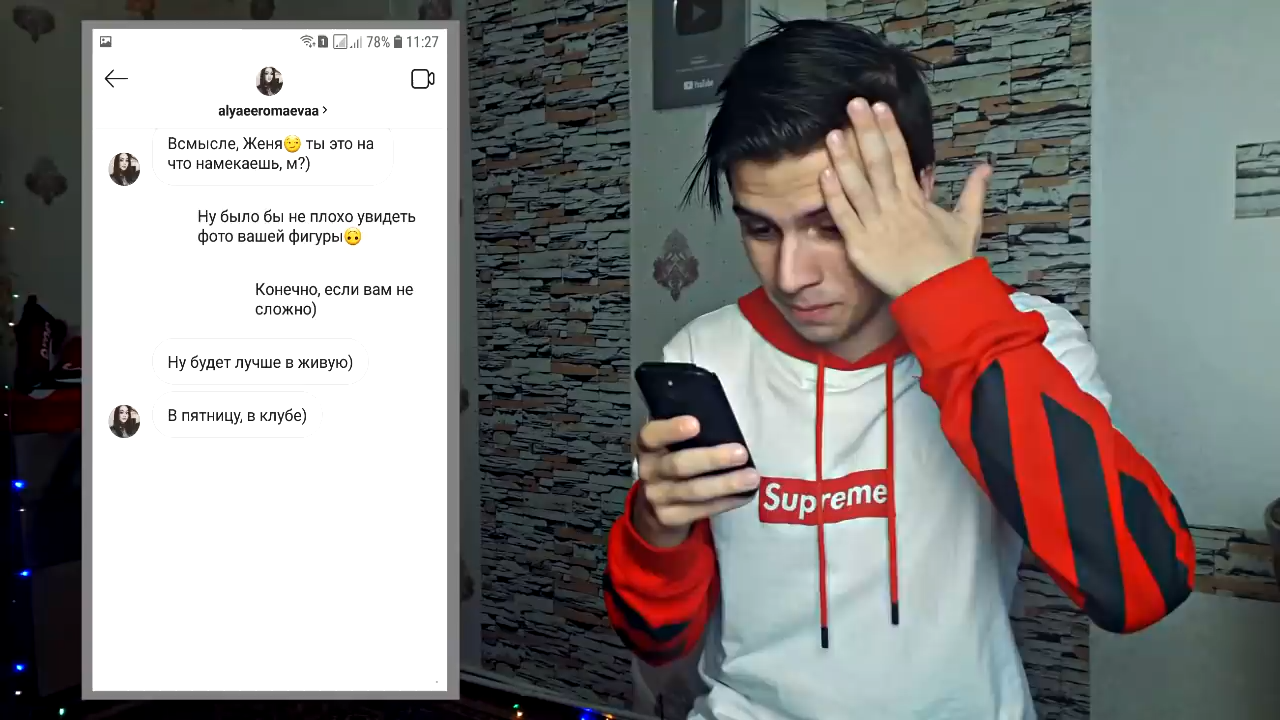 78% 11:27
alyaeeromaevaa >
Всмысле, Женя😏 ты это на
что намекаешь, м?)
Ну было бы не плохо увидеть
фото вашей фигуры🙃
Конечно, если вам не
сложно)
Ну будет лучше в живую)
В пятницу, в клубе)
YouTube
Supreme